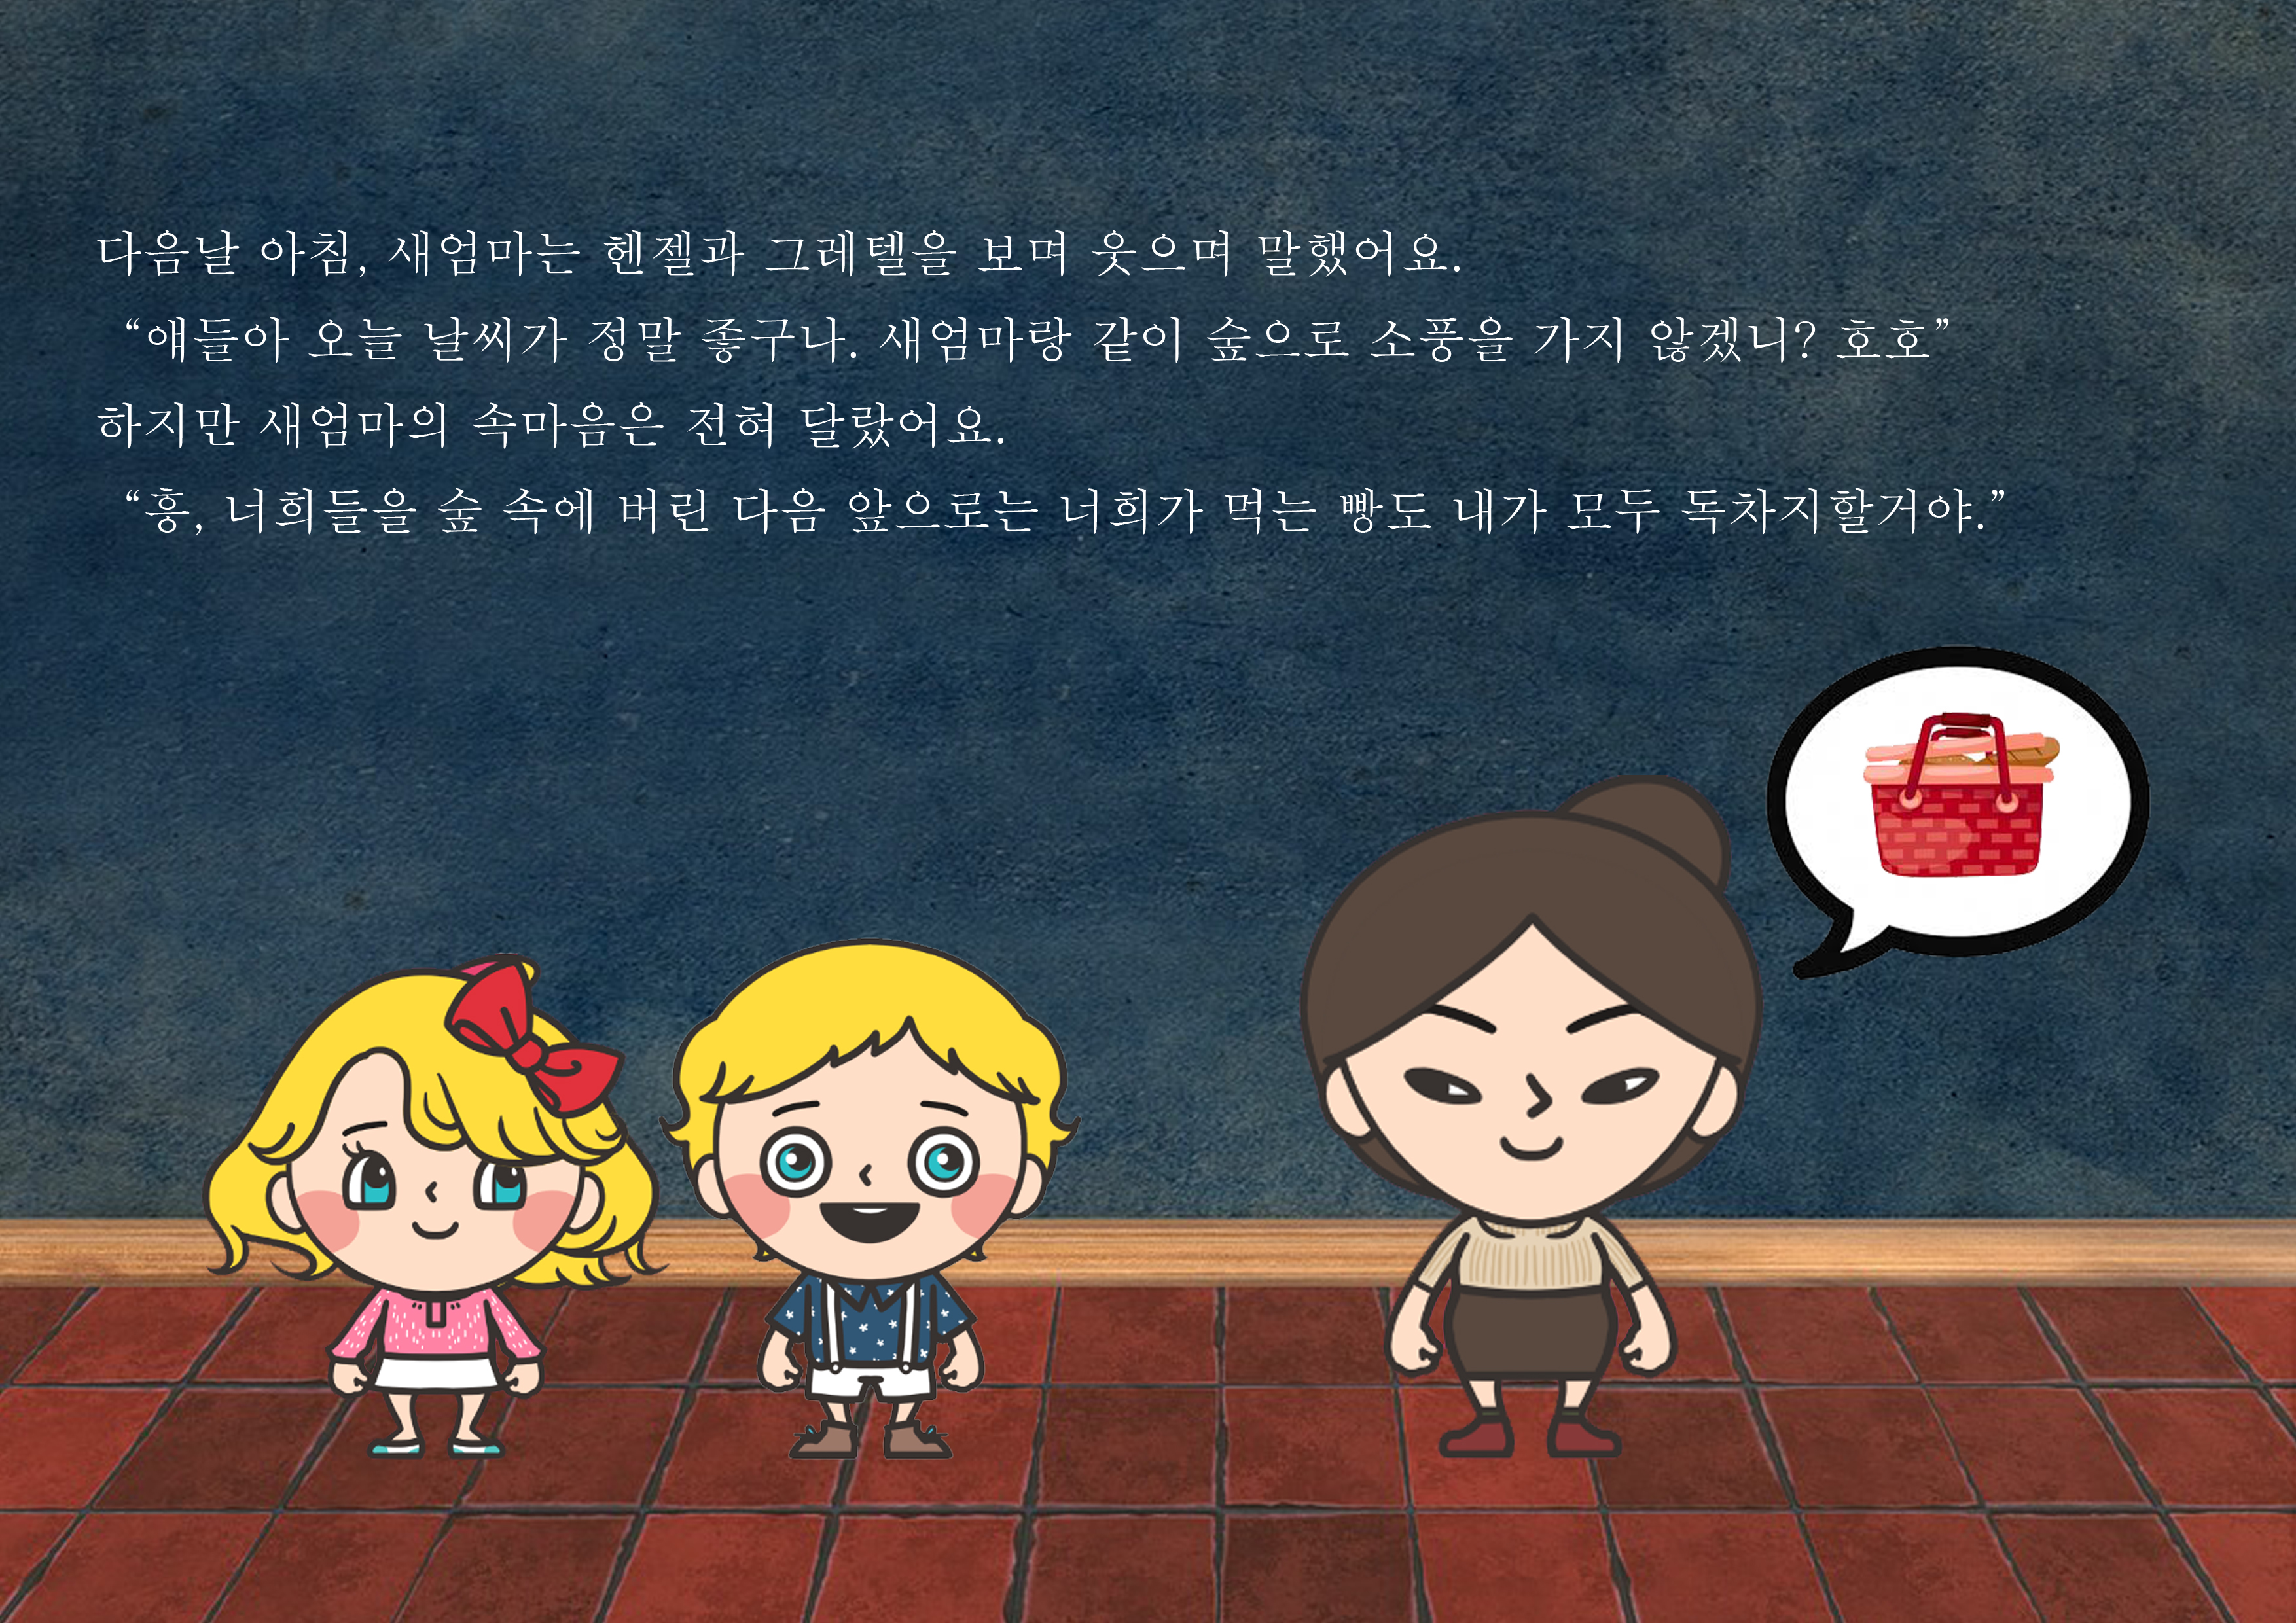 다음날 아침, 새엄마는 헨젤과 그레텔을 보며 웃으며 말했어요.
“얘들아 오늘 날씨가 정말 좋구나. 새엄마랑 같이 숲으로 소풍을 가지 않겠니? 호호”
하지만 새엄마의 속마음은 전혀 달랐어요.
“흥, 너희들을 숲 속에 버린 다음 앞으로는 너희가 먹는 빵도 내가 모두 독차지할거야.”